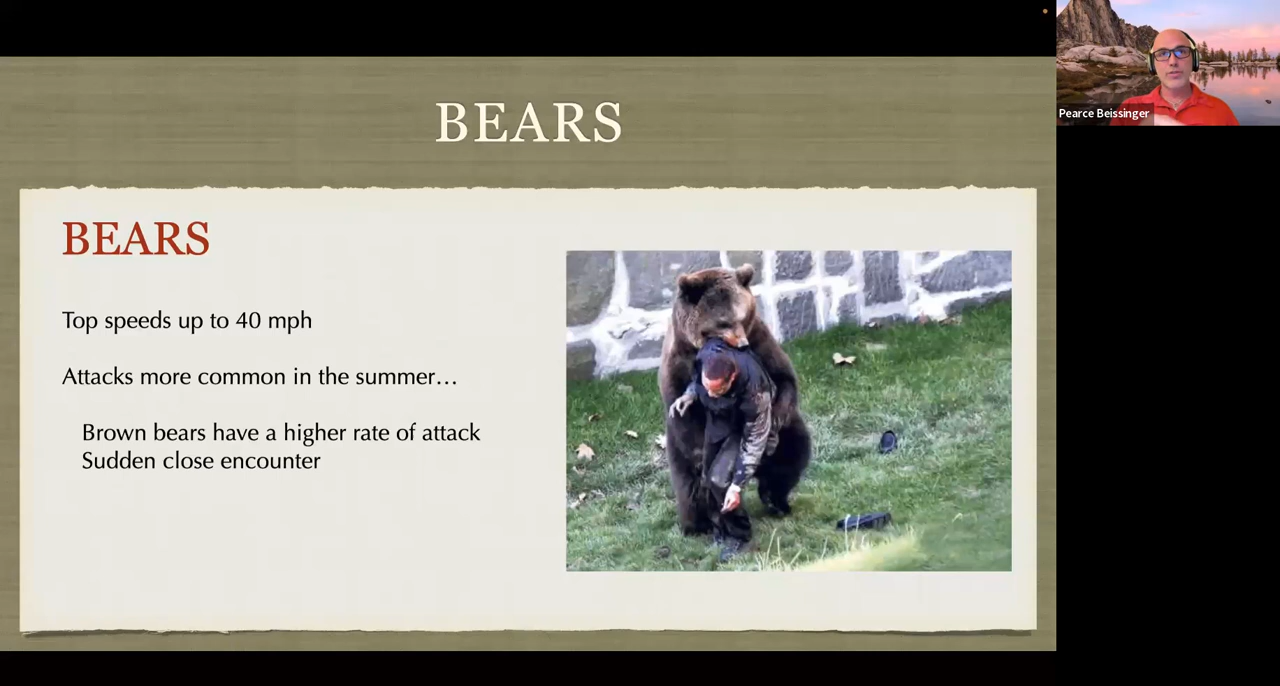 BEARS
Pearce Beissinger
BEARS
Top speeds up to 40 mph
Attacks more common in the summer…
Brown bears have a higher rate of attack
Sudden close encounter